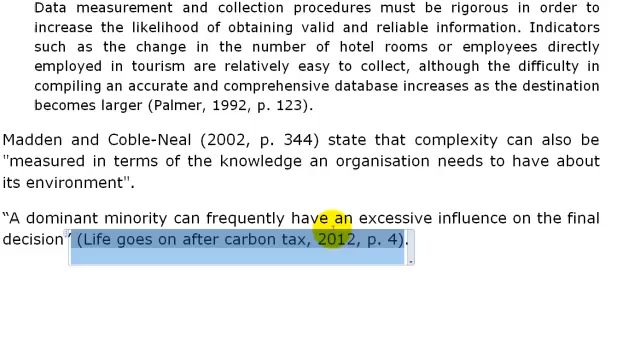 Data measurement and collection procedures must be rigorous in order to
increase the likelihood of obtaining valid and reliable information. Indicators
such as the change in the number of hotel rooms or employees directly
employed in tourism are relatively easy to collect, although the difficulty in
compiling an accurate and comprehensive database increases as the destination
becomes larger (Palmer, 1992, p. 123).
Madden and Coble-Neal (2002, p. 344) state that complexity can also be
"measured in terms of the knowledge an organisation needs to have about
its environment".
“A dominant minority can frequently have an excessive influence on the final
decision” (Life goes on after carbon tax, 2012, p. 4).